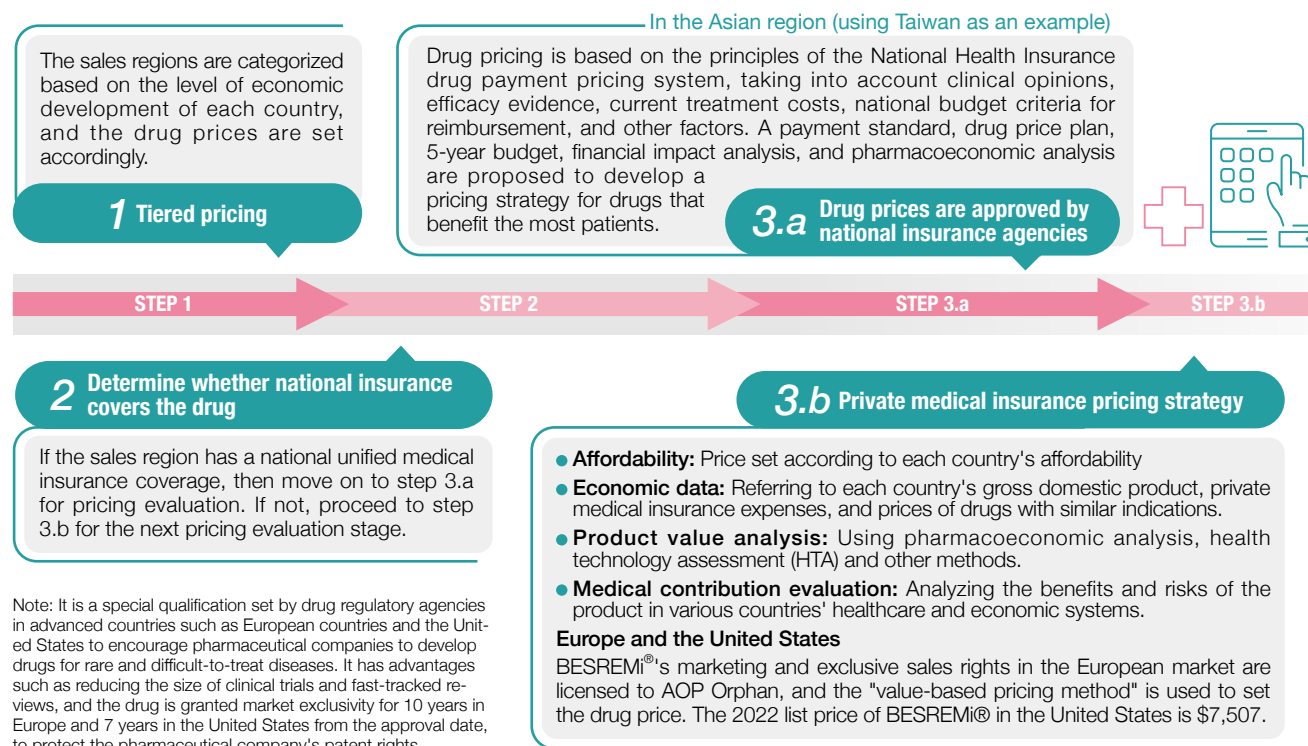 The sales regions are categorized
based on the level of economic
development of each country,
and the drug prices are set
accordingly.
1 Tiered pricing
In the Asian region (using Taiwan as an example)
Drug pricing is based on the principles of the National Health Insurance
drug payment pricing system, taking into account clinical opinions,
efficacy evidence, current treatment costs, national budget criteria for
reimbursement, and other factors. A payment standard, drug price plan,
5-year budget, financial impact analysis, and pharmacoeconomic analysis
are proposed to develop a
pricing strategy for drugs that
benefit the most patients.
3.a Drug prices are approved by
national insurance agencies
STEP 1
STEP 2
STEP 3.a
STEP 3.b
2 Determine whether national insurance
covers the drug
If the sales region has a national unified medical
insurance coverage, then move on to step 3.a
for pricing evaluation. If not, proceed to step
3.b for the next pricing evaluation stage.
Note: It is a special qualification set by drug regulatory agencies
in advanced countries such as European countries and the Unit-
ed States to encourage pharmaceutical companies to develop
drugs for rare and difficult-to-treat diseases. It has advantages
such as reducing the size of clinical trials and fast-tracked re-
views, and the drug is granted market exclusivity for 10 years in
Europe and 7 years in the United States from the approval date,
to protect the pharmaceutical company's patent rights
3.b Private medical insurance pricing strategy
● Affordability: Price set according to each country's affordability
● Economic data: Referring to each country's gross domestic product, private
medical insurance expenses, and prices of drugs with similar indications.
● Product value analysis: Using pharmacoeconomic analysis, health
technology assessment (HTA) and other methods.
● Medical contribution evaluation: Analyzing the benefits and risks of the
product in various countries' healthcare and economic systems.
Europe and the United States
BESREMi®'s marketing and exclusive sales rights in the European market are
licensed to AOP Orphan, and the "value-based pricing method" is used to set
the drug price. The 2022 list price of BESREMi® in the United States is $7,507.